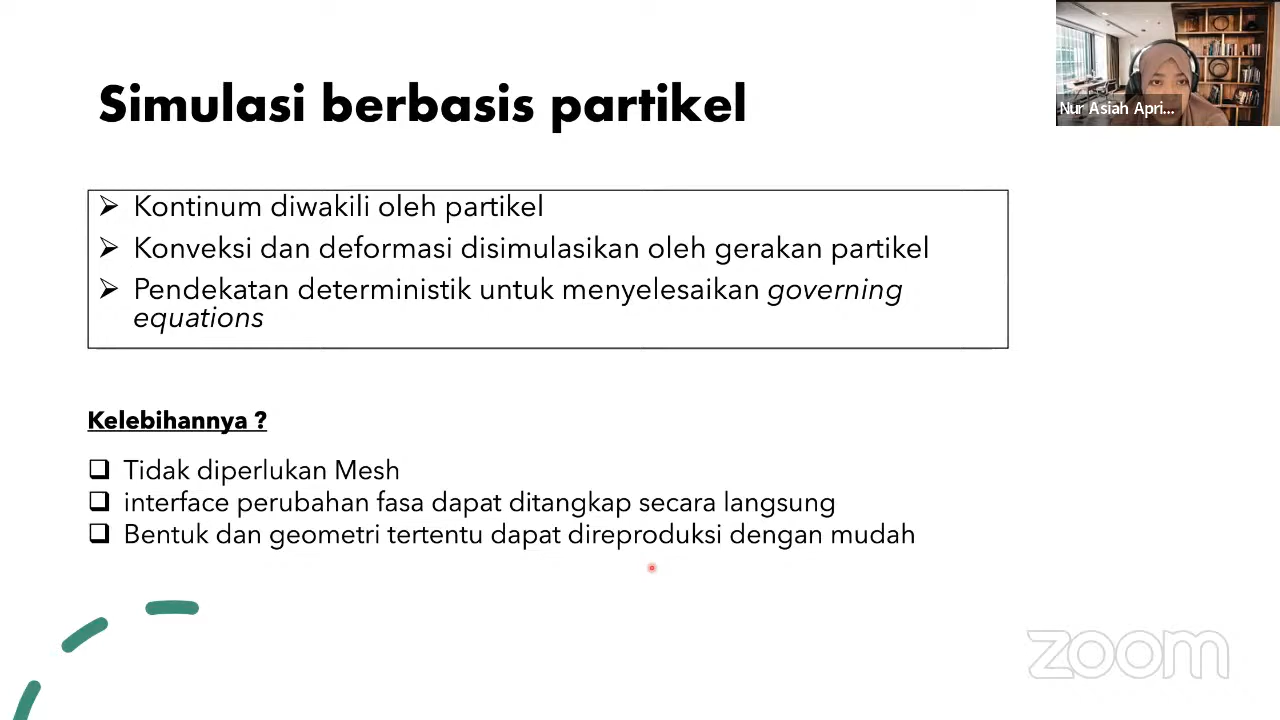 Simulasi berbasis partikel
Nur Asiah Apri...
Kontinum diwakili oleh partikel
Konveksi dan deformasi disimulasikan oleh gerakan partikel
Pendekatan deterministik untuk menyelesaikan governing
equations
Kelebihannya ?
Tidak diperlukan Mesh
interface perubahan fasa dapat ditangkap secara langsung
Bentuk dan geometri tertentu dapat direproduksi dengan mudah
zoom